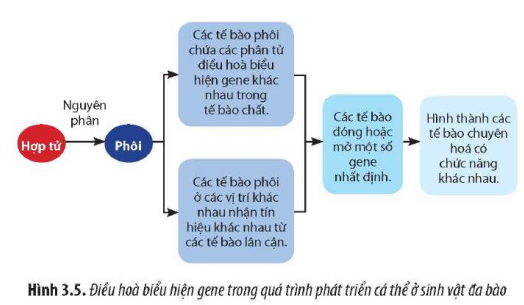 Các tế bào phôi
chứa các phân tử
điều hoà biểu
hiện gene khác
nhau trong
tế bào chất.
Nguyên
phân
Hợp tử
Phôi
Các tế bào phôi
ở các vị trí khác
nhau nhận tín
hiệu khác nhau từ
các tế bào lân cận.
Các tế bào
đóng hoặc
mở một số
gene
nhất định.
Hình thành các
tế bào chuyên
hoá có
chức năng
khác nhau.
Hình 3.5. Điều hoà biểu hiện gene trong quá trình phát triển cá thể ở sinh vật đa bào